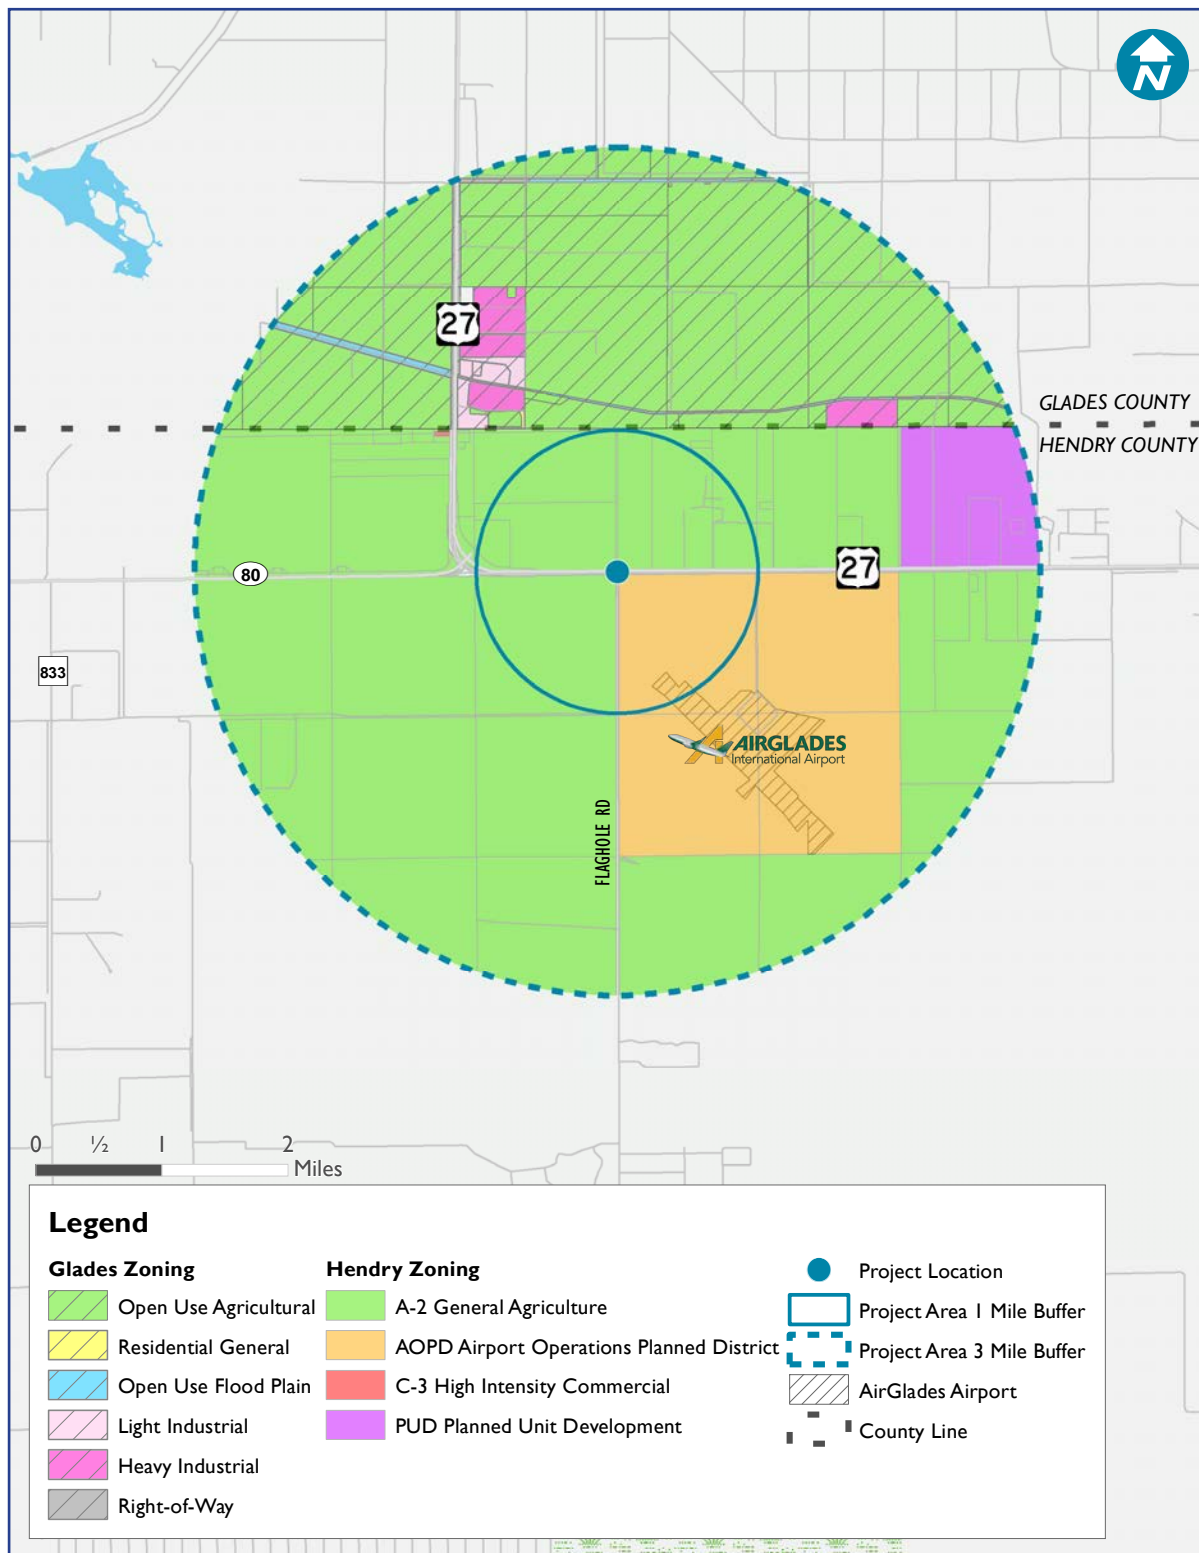 N
27
GLADES COUNTY
HENDRY COUNTY
80
27
833
AIRGLADES
International Airport
FLAGHOLE RD
0 ½ 1 2
Miles
Legend
Glades Zoning
Open Use Agricultural
Residential General
Open Use Flood Plain
Light Industrial
Heavy Industrial
Right-of-Way
Hendry Zoning
A-2 General Agriculture
AOPD Airport Operations Planned District
C-3 High Intensity Commercial
PUD Planned Unit Development
Project Location
Project Area 1 Mile Buffer
Project Area 3 Mile Buffer
AirGlades Airport
County Line